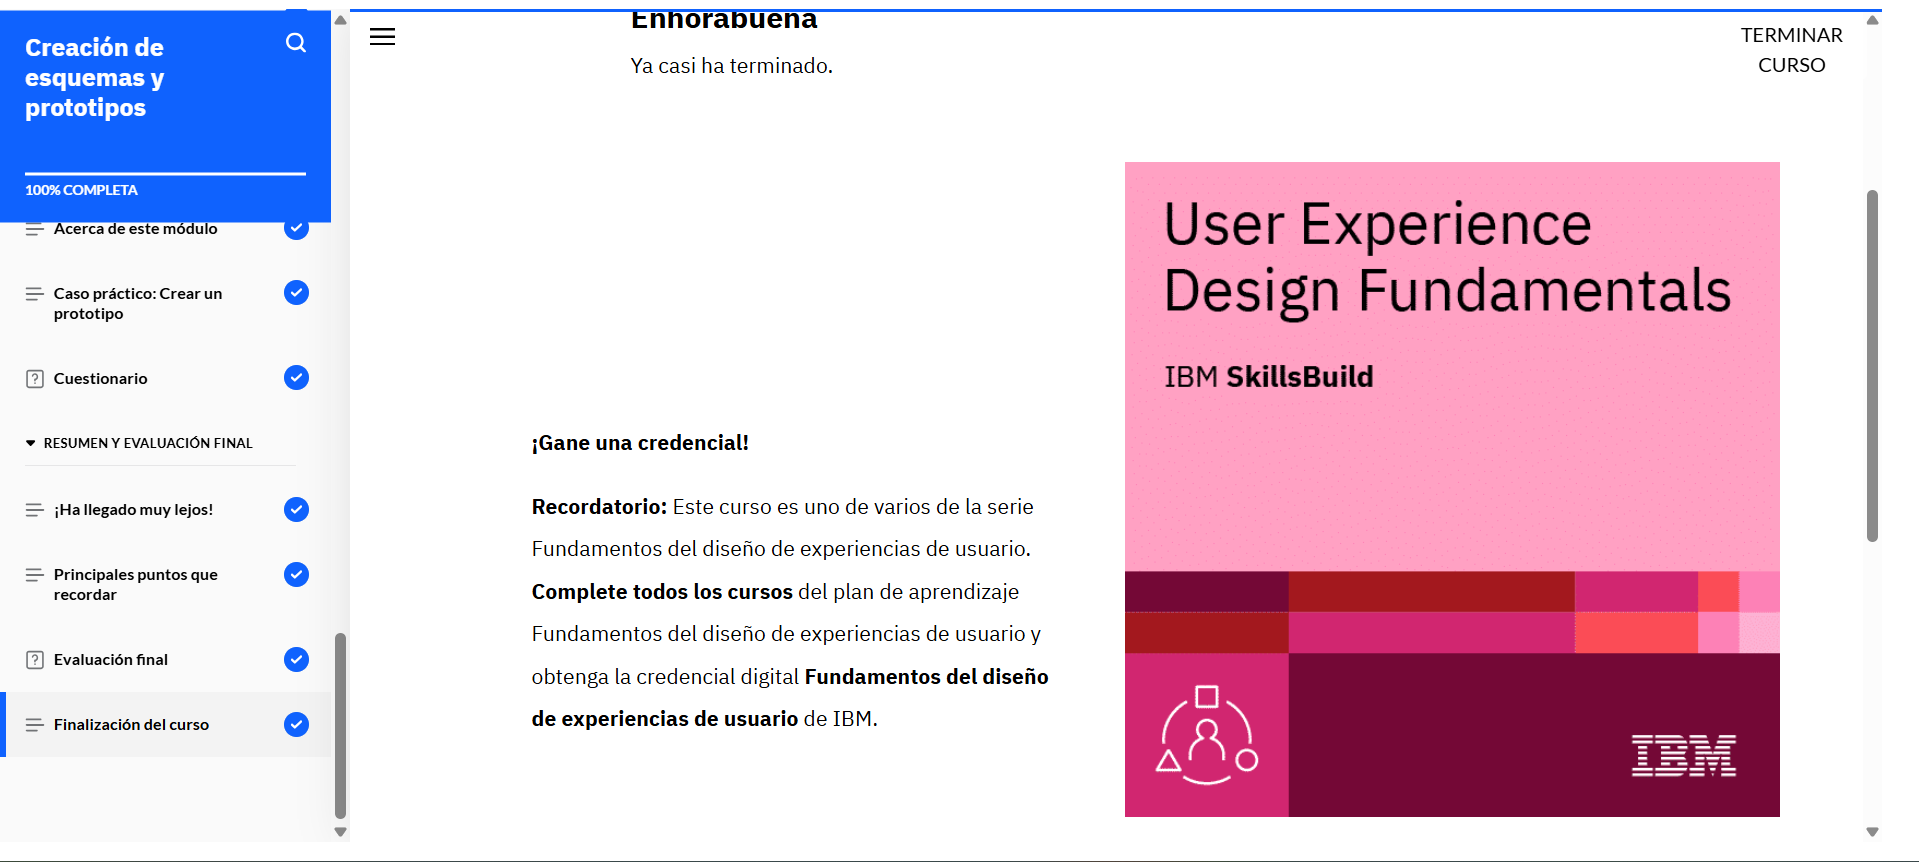 Creación de
esquemas y
prototipos
100% COMPLETA
Acerca de este módulo
Caso práctico: Crear un
prototipo
Cuestionario
RESUMEN Y EVALUACIÓN FINAL
¡Ha llegado muy lejos!
Principales puntos que
recordar
Evaluación final
Finalización del curso
Enhorabuena
Ya casi ha terminado.
TERMINAR
CURSO
¡Gane una credencial!
Recordatorio: Este curso es uno de varios de la serie
Fundamentos del diseño de experiencias de usuario.
Complete todos los cursos del plan de aprendizaje
Fundamentos del diseño de experiencias de usuario y
obtenga la credencial digital Fundamentos del diseño
de experiencias de usuario de IBM.
User Experience
Design Fundamentals
IBM SkillsBuild
IBM